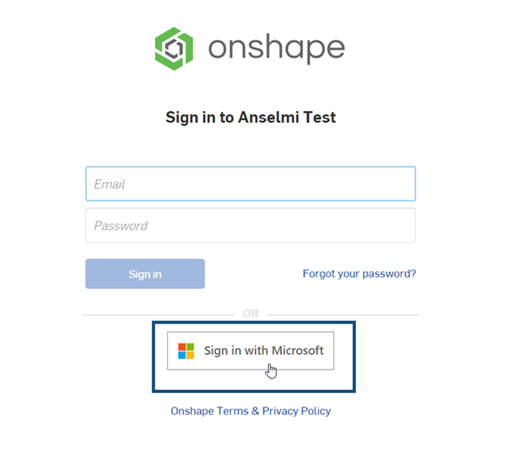 onshape
Sign in to Anselmi Test
Email
Password
Sign in
Forgot your password?
OR
Sign in with Microsoft
Onshape Terms & Privacy Policy